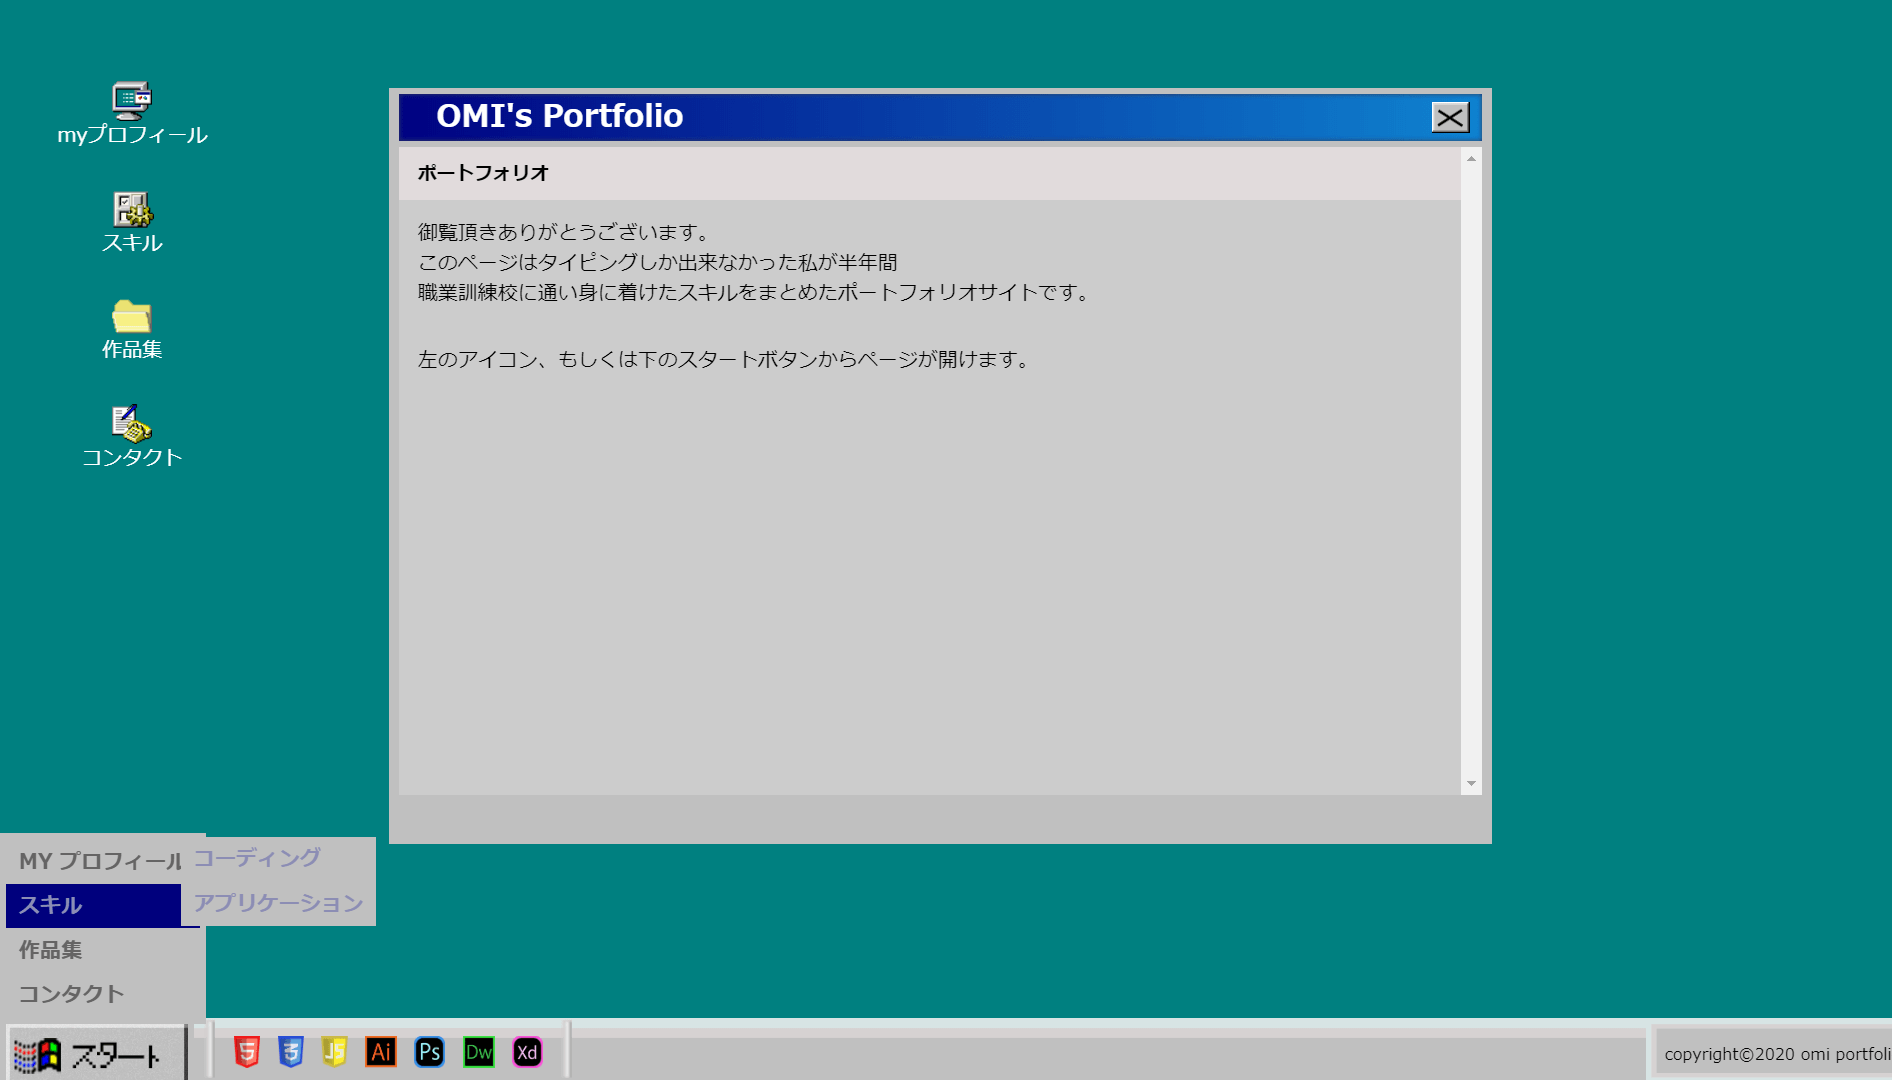 myプロフィール
スキル
作品集
コンタクト
OMI's Portfolio
ポートフォリオ
御覧頂きありがとうございます。
このページはタイピングしか出来なかった私が半年間
職業訓練校に通い身に着けたスキルをまとめたポートフォリオサイトです。
左のアイコン、もしくは下のスタートボタンからページが開けます。
MY プロフィール
コーディング
スキル
アプリケーション
作品集
コンタクト
スタート
5
3
JS
Ai
Ps
Dw
Xd
copyright©2020 omi portfoli